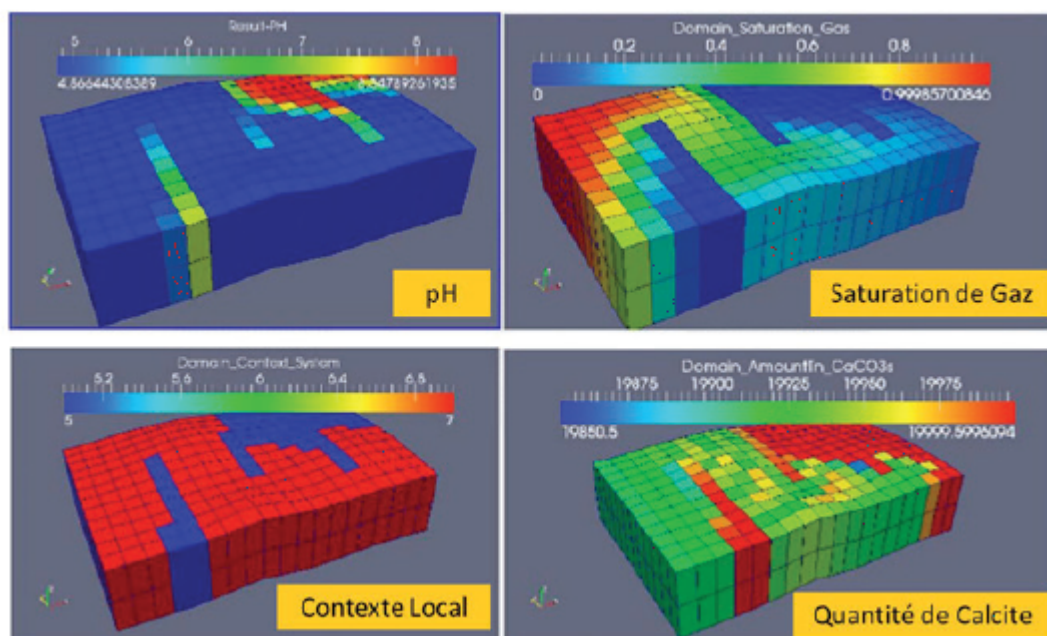 Result-PH
5 6 7 8
4.86644308389
pH
Domain_Saturation_Gas
0.2 0.4 0.6 0.8
0 0.99985700846
Saturation de Gaz
Domain_Context_System
5.2 5.6 6 6.4 6.8
5 7
Contexte Local
Domain_AmountIn_CaCO3s
19875 19900 19925 19950 19975
19850.5 19999.5996094
Quantité de Calcite